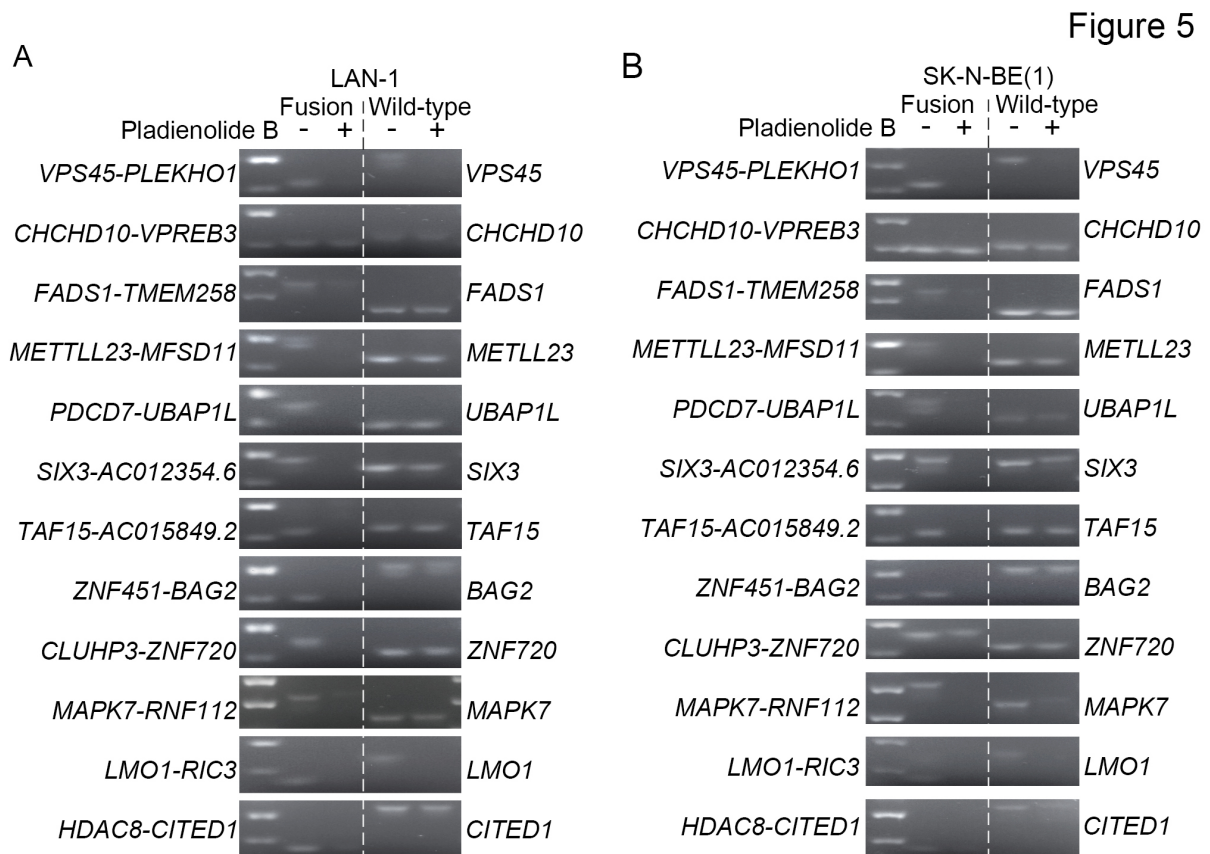 Figure 5
A
LAN-1
Fusion Wild-type
Pladienolide B - + - +
VPS45-PLEKHO1 VPS45
CHCHD10-VPREB3 CHCHD10
FADS1-TMEM258 FADS1
METTLL23-MFSD11 METLL23
PDCD7-UBAP1L UBAP1L
SIX3-AC012354.6 SIX3
TAF15-AC015849.2 TAF15
ZNF451-BAG2 BAG2
CLUHP3-ZNF720 ZNF720
MAPK7-RNF112 MAPK7
LMO1-RIC3 LMO1
HDAC8-CITED1 CITED1
B
SK-N-BE(1)
Fusion Wild-type
Pladienolide B - + - +
VPS45-PLEKHO1 VPS45
CHCHD10-VPREB3 CHCHD10
FADS1-TMEM258 FADS1
METTLL23-MFSD11 METLL23
PDCD7-UBAP1L UBAP1L
SIX3-AC012354.6 SIX3
TAF15-AC015849.2 TAF15
ZNF451-BAG2 BAG2
CLUHP3-ZNF720 ZNF720
MAPK7-RNF112 MAPK7
LMO1-RIC3 LMO1
HDAC8-CITED1 CITED1